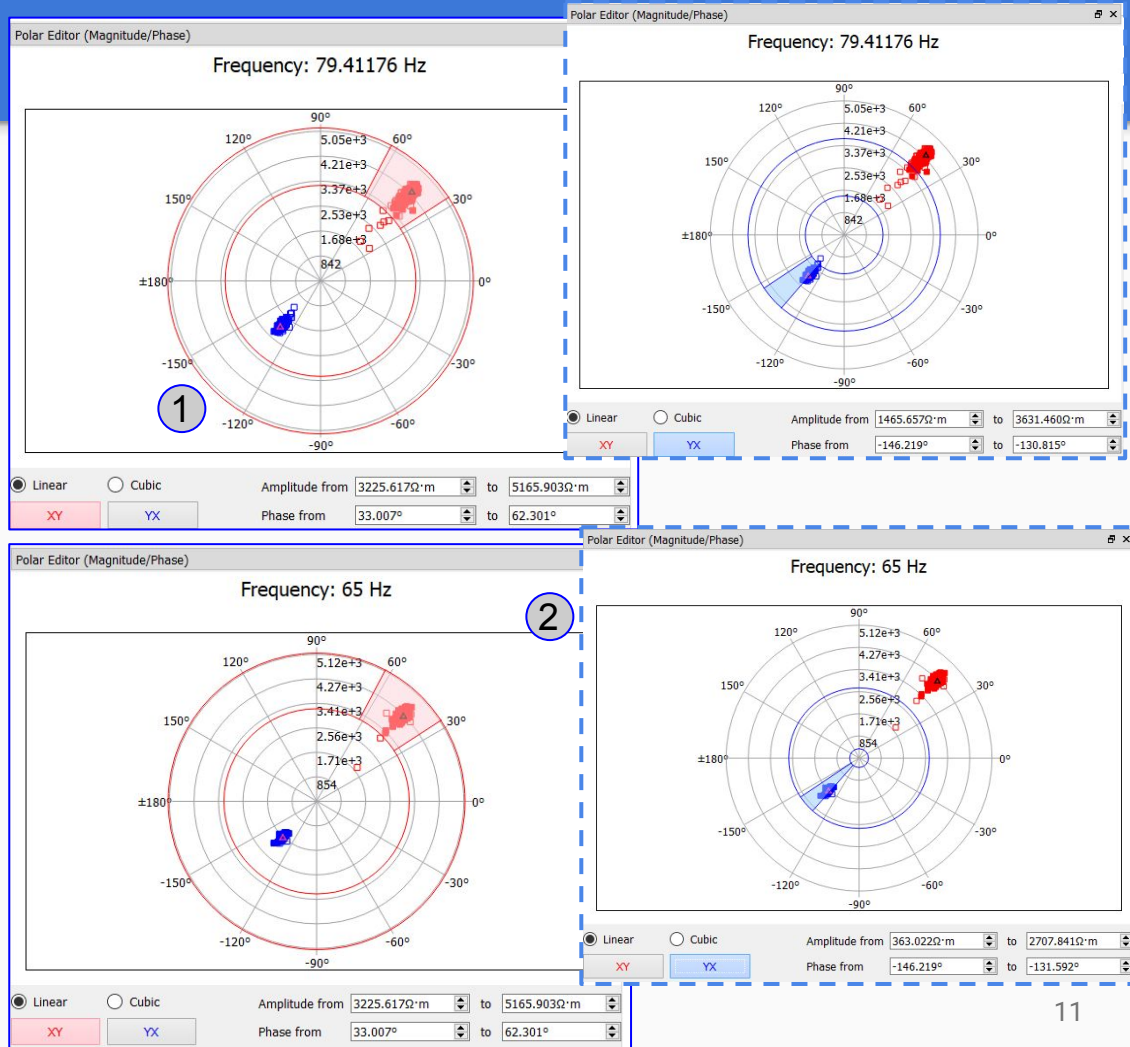 Polar Editor (Magnitude/Phase)
Frequency: 79.41176 Hz
90°
120°
5.05e+3
60°
4.21e+3
150°
3.37e+3
30°
2.53e+3
1.68e+3
842
±180°
0°
-150°
-30°
-120°
-60°
-90°
1
Linear
Cubic
Amplitude from 3225.617Ω·m to 5165.903Ω·m
XY
YX
Phase from 33.007° to 62.301°
Polar Editor (Magnitude/Phase)
Frequency: 79.41176 Hz
90°
120°
5.05e+3
60°
4.21e+3
150°
3.37e+3
30°
2.53e+3
1.68e+3
842
±180°
0°
-150°
-30°
-120°
-60°
-90°
Linear
Cubic
Amplitude from 1465.657Ω·m to 3631.460Ω·m
XY
YX
Phase from -146.219° to -130.815°
Polar Editor (Magnitude/Phase)
Frequency: 65 Hz
90°
120°
5.12e+3
60°
4.27e+3
150°
3.41e+3
30°
2.56e+3
1.71e+3
854
±180°
0°
-150°
-30°
-120°
-60°
-90°
Linear
Cubic
Amplitude from 3225.617Ω·m to 5165.903Ω·m
XY
YX
Phase from 33.007° to 62.301°
2
Polar Editor (Magnitude/Phase)
Frequency: 65 Hz
90°
120°
5.12e+3
60°
4.27e+3
150°
3.41e+3
30°
2.56e+3
1.71e+3
854
±180°
0°
-150°
-30°
-120°
-60°
-90°
Linear
Cubic
Amplitude from 363.022Ω·m to 2707.841Ω·m
XY
YX
Phase from -146.219° to -131.592°
11